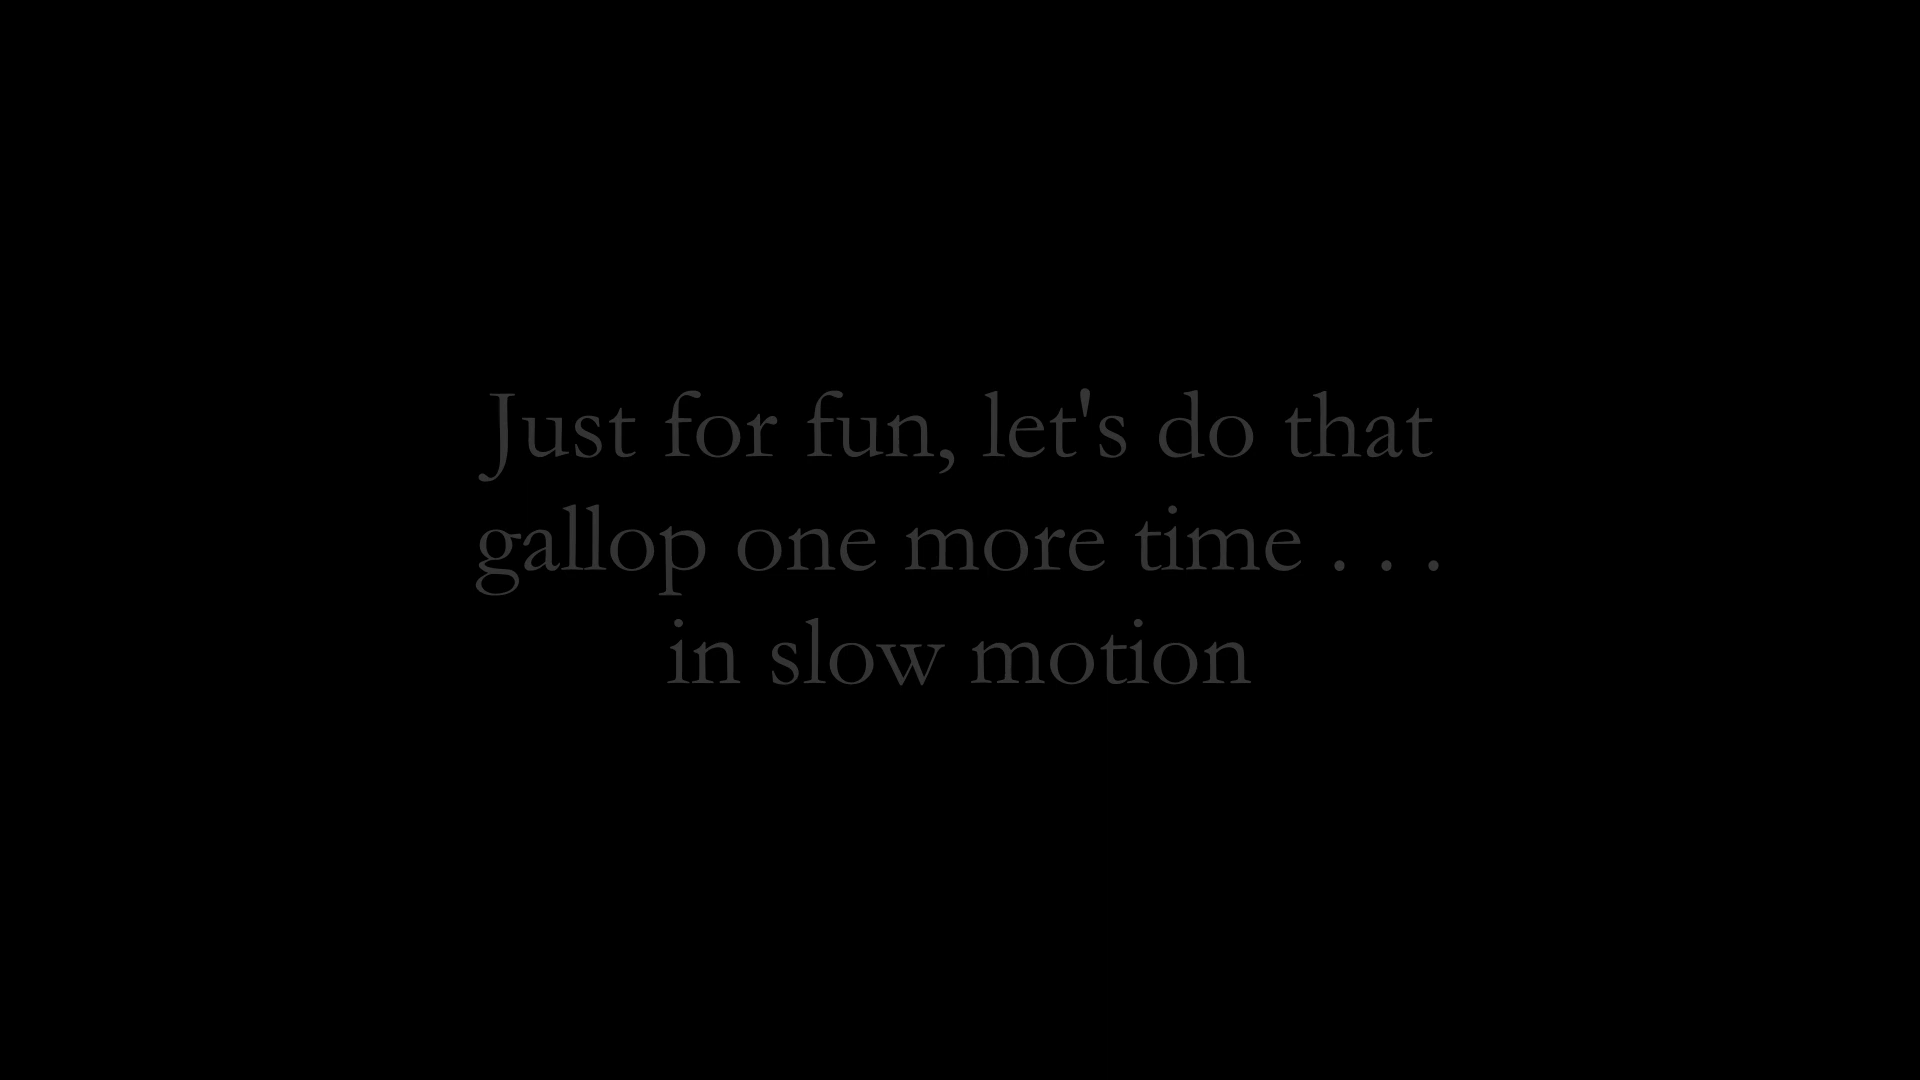 Just for fun, let's do that
gallop one more time . . .
in slow motion